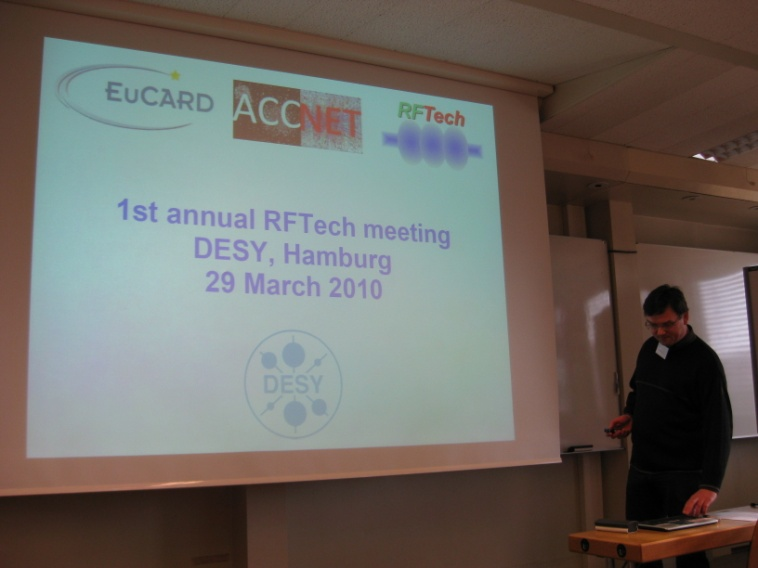 EuCARD
ACCNET
RFTech
1st annual RFTech meeting
DESY, Hamburg
29 March 2010
DESY